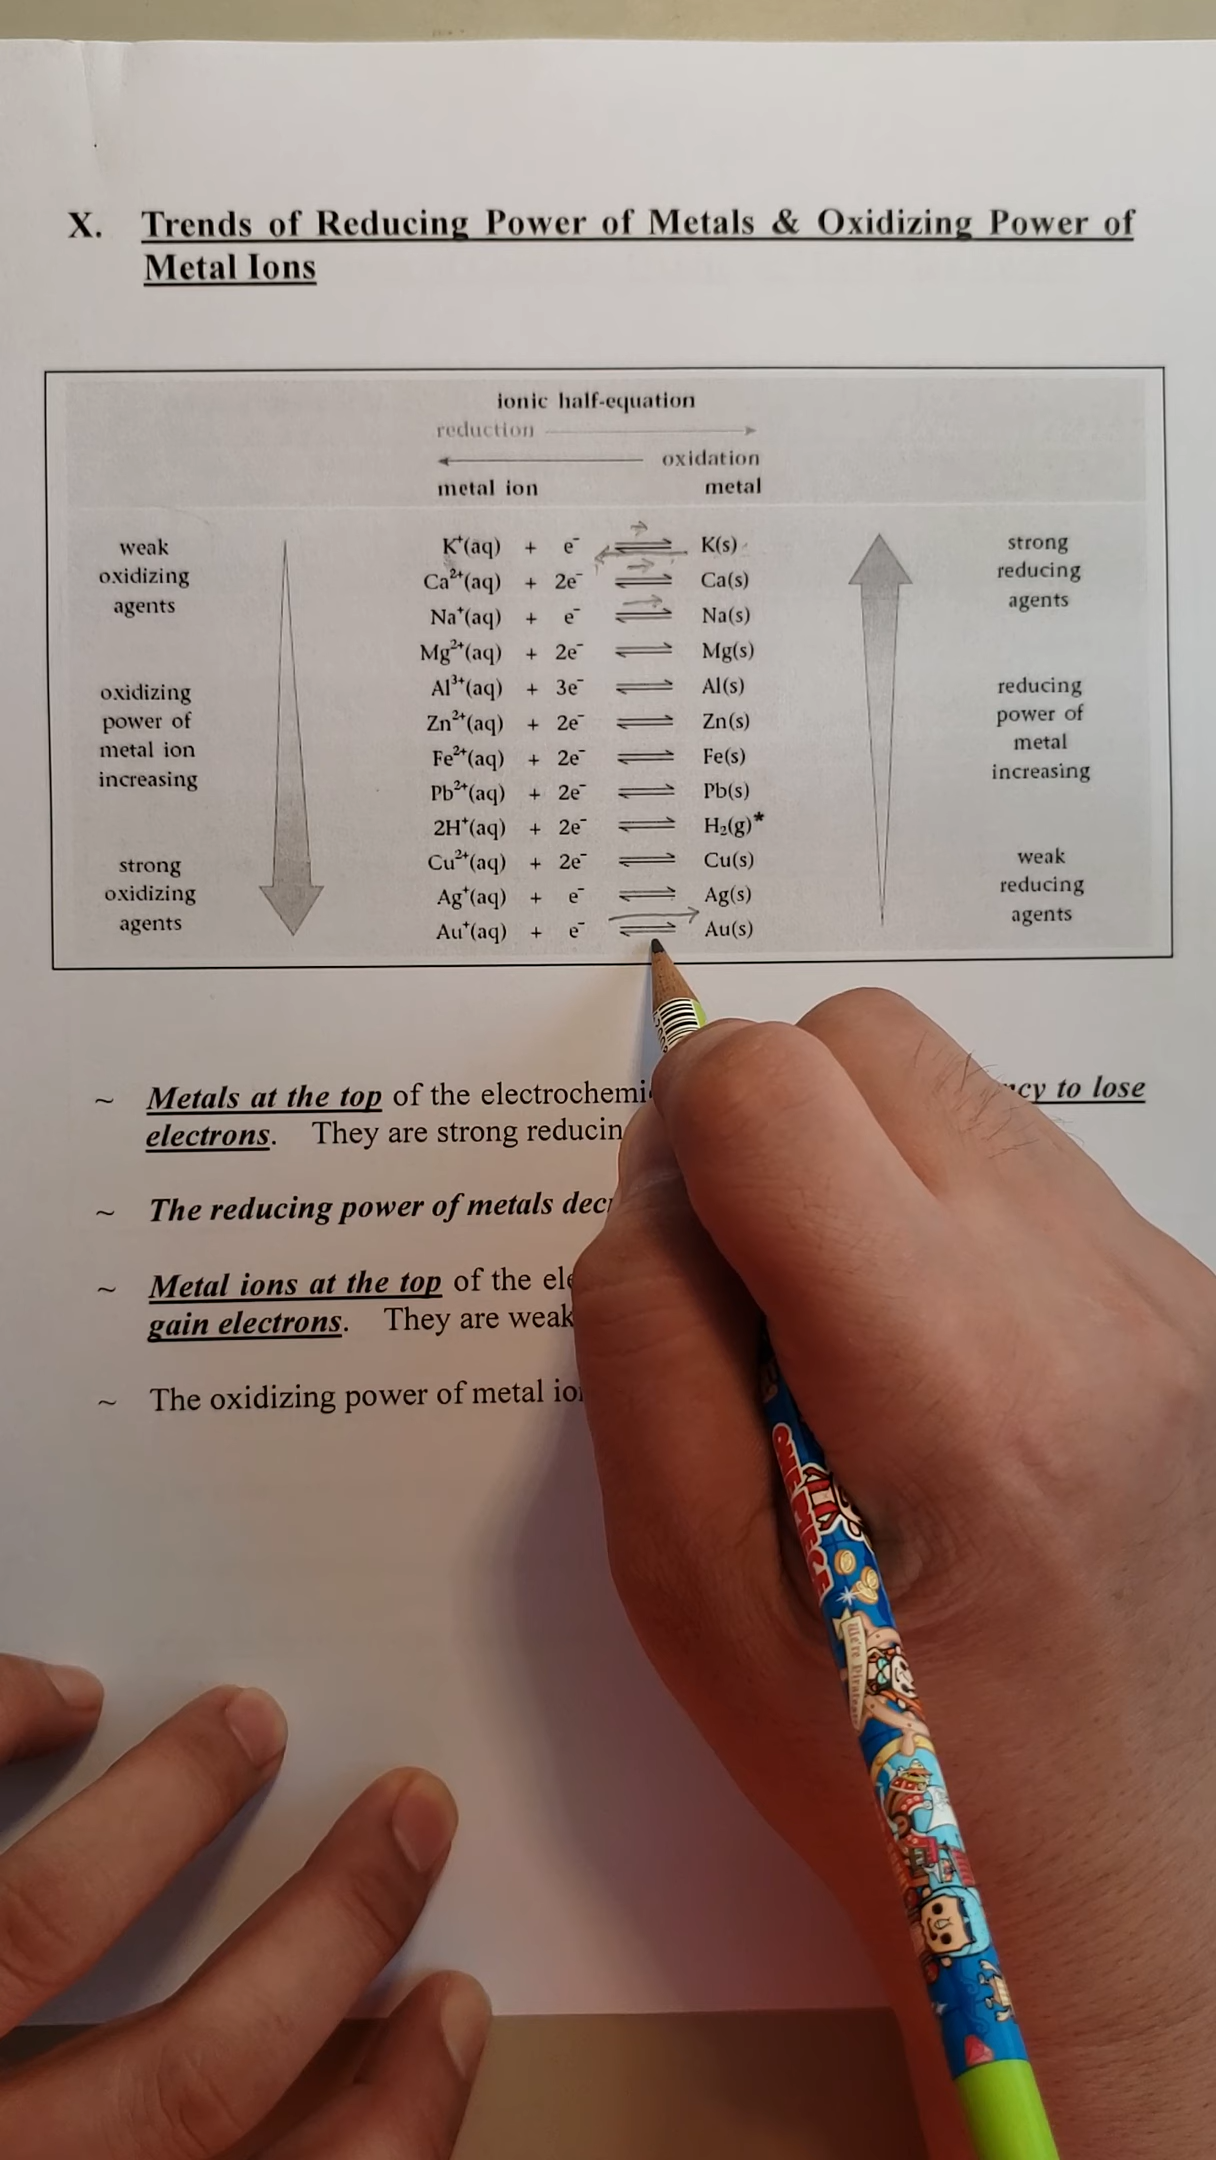 X. Trends of Reducing Power of Metals & Oxidizing Power of
Metal Ions
ionic half-equation
reduction
oxidation
metal ion metal
weak
oxidizing
agents
oxidizing
power of
metal ion
increasing
strong
oxidizing
agents
K⁺(aq) + e⁻ ⇌ K(s)
Ca²⁺(aq) + 2e⁻ ⇌ Ca(s)
Na⁺(aq) + e⁻ ⇌ Na(s)
Mg²⁺(aq) + 2e⁻ ⇌ Mg(s)
Al³⁺(aq) + 3e⁻ ⇌ Al(s)
Zn²⁺(aq) + 2e⁻ ⇌ Zn(s)
Fe²⁺(aq) + 2e⁻ ⇌ Fe(s)
Pb²⁺(aq) + 2e⁻ ⇌ Pb(s)
2H⁺(aq) + 2e⁻ ⇌ H₂(g)*
Cu²⁺(aq) + 2e⁻ ⇌ Cu(s)
Ag⁺(aq) + e⁻ ⇌ Ag(s)
Au⁺(aq) + e⁻ ⇌ Au(s)
strong
reducing
agents
reducing
power of
metal
increasing
weak
reducing
agents
~ Metals at the top of the to lose
electrons. They are strong
~ The reducing power of metals
~ Metal ions at the top of the
gain electrons. They are weak
~ The oxidizing power of metal
We're Pirates